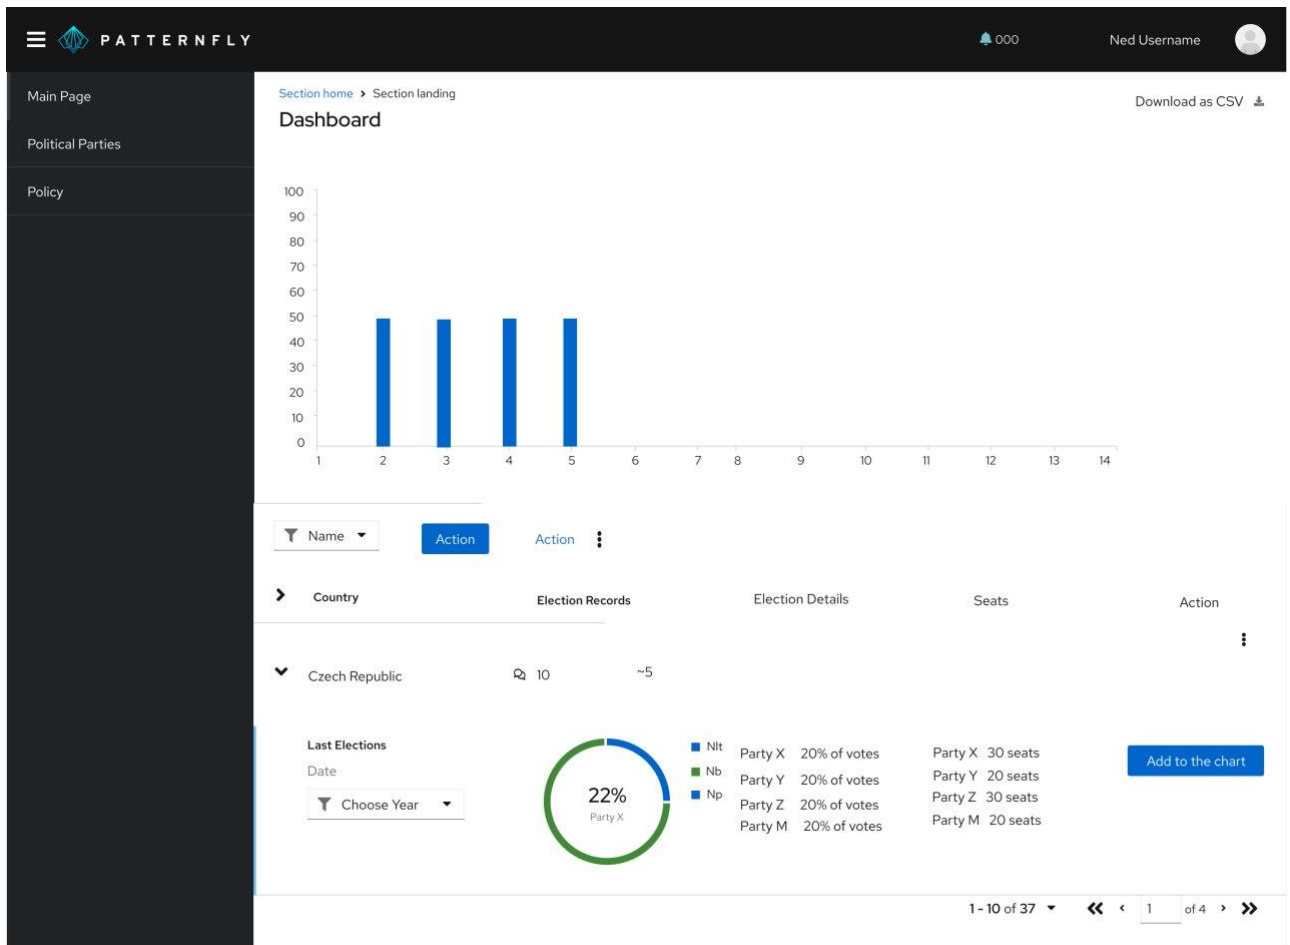 PATTERNFLY
000
Ned Username
Main Page
Political Parties
Policy
Section home > Section landing
Download as CSV
Dashboard
100
90
80
70
60
50
40
30
20
10
0
1 2 3 4 5 6 7 8 9 10 11 12 13 14
Name
Action
Action
Country Election Records Election Details Seats Action
Czech Republic 10 ~5
Last Elections
Date
Choose Year
22%
Party X
Nlt
Nb
Np
Party X 20% of votes
Party Y 20% of votes
Party Z 20% of votes
Party M 20% of votes
Party X 30 seats
Party Y 20 seats
Party Z 30 seats
Party M 20 seats
Add to the chart
1 - 10 of 37
1 of 4